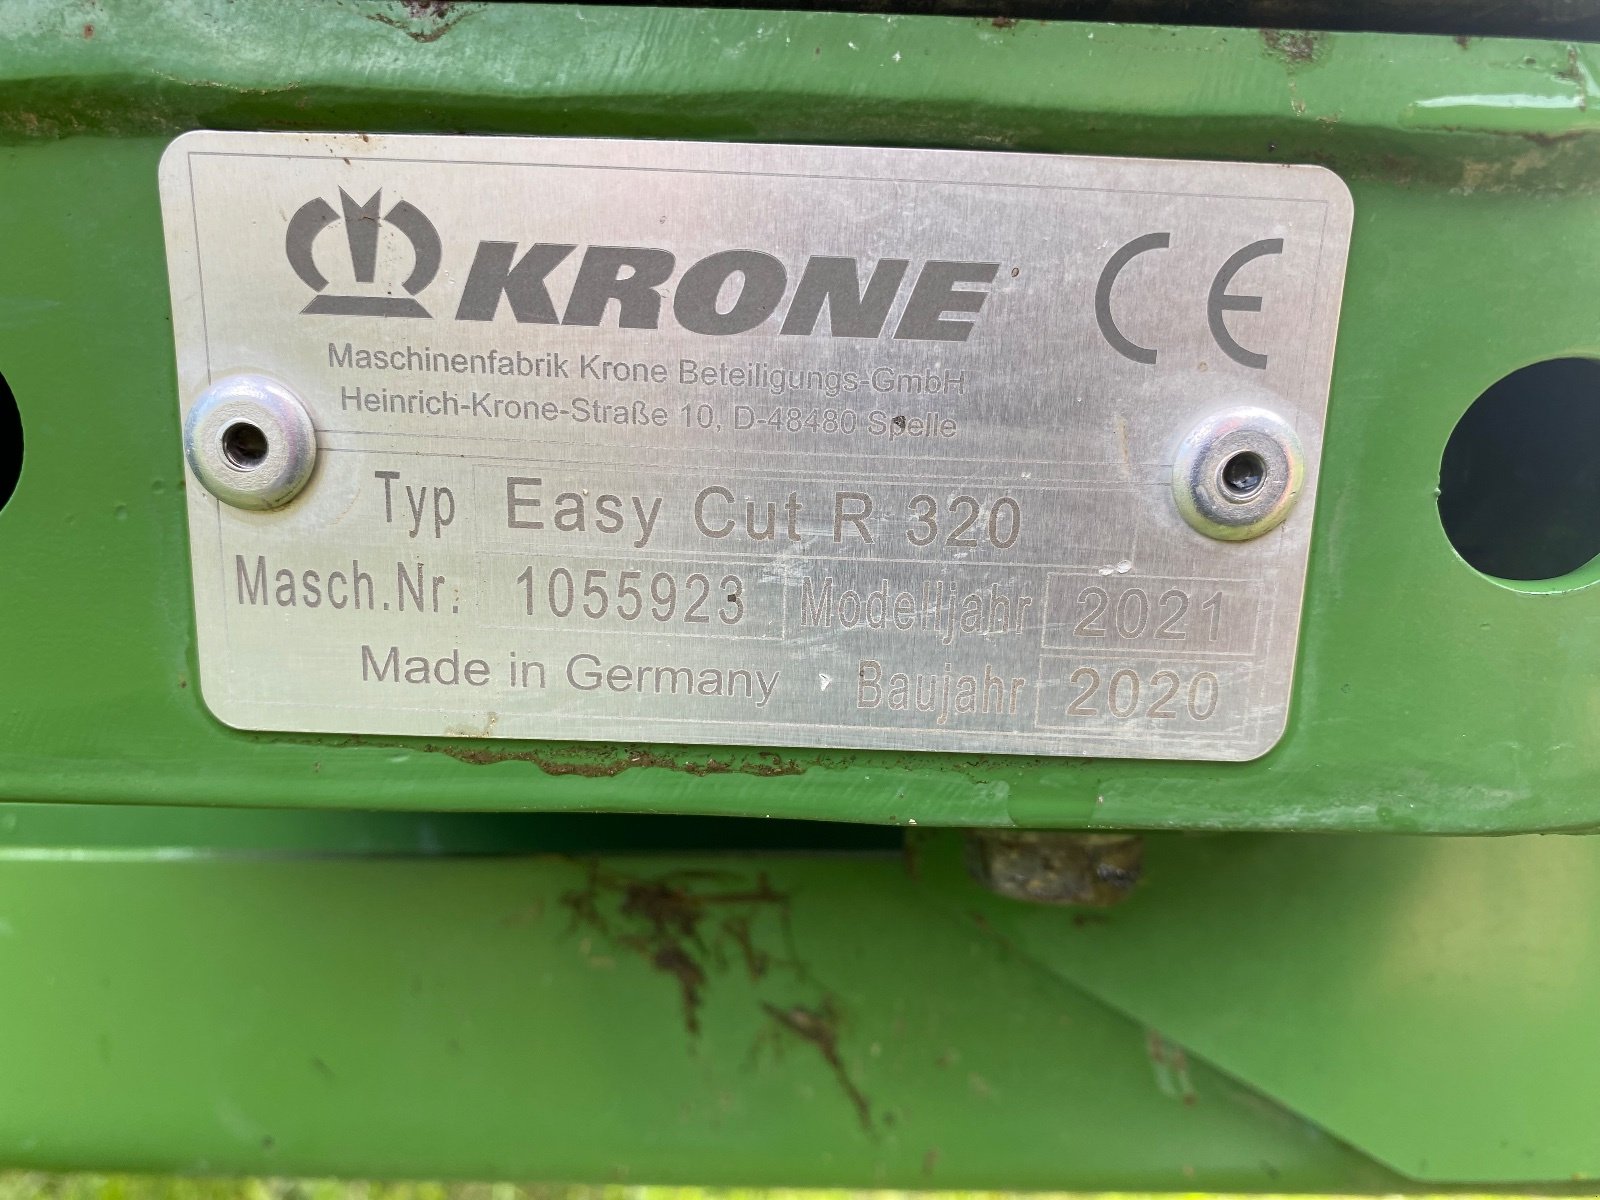 KRONE CE
Maschinenfabrik Krone Beteiligungs-GmbH
Heinrich-Krone-Straße 10, D-48480 Spelle
Typ Easy Cut R 320
Masch.Nr. 1055923 Modelljahr 2021
Made in Germany Baujahr 2020